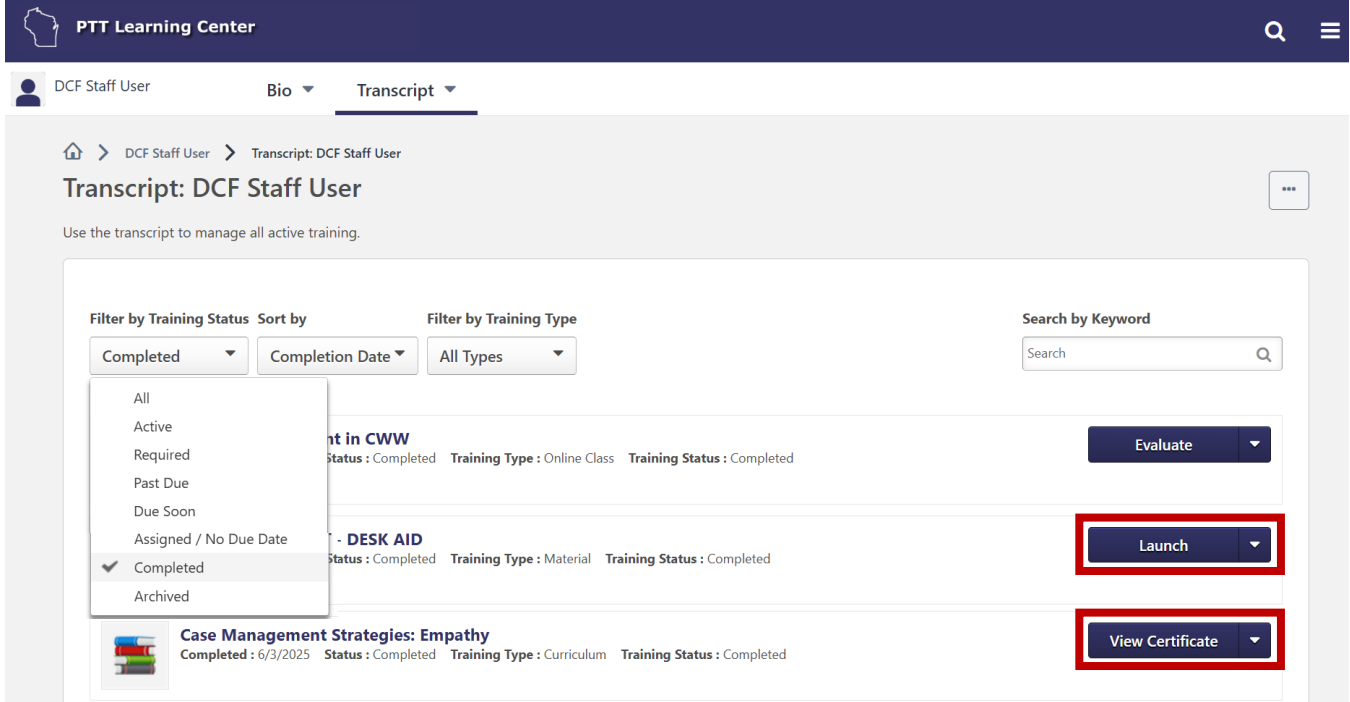 PTT Learning Center
DCF Staff User
Bio
Transcript
DCF Staff User
Transcript: DCF Staff User
Transcript: DCF Staff User
Use the transcript to manage all active training.
Filter by Training Status
Sort by
Filter by Training Type
Search by Keyword
Completed
Completion Date
All Types
Search
All
Active
Required
Past Due
Due Soon
Assigned / No Due Date
Completed
Archived
nt in CWW
Status : Completed Training Type : Online Class Training Status : Completed
Evaluate
- DESK AID
Status : Completed Training Type : Material Training Status : Completed
Launch
Case Management Strategies: Empathy
Completed : 6/3/2025 Status : Completed Training Type : Curriculum Training Status : Completed
View Certificate